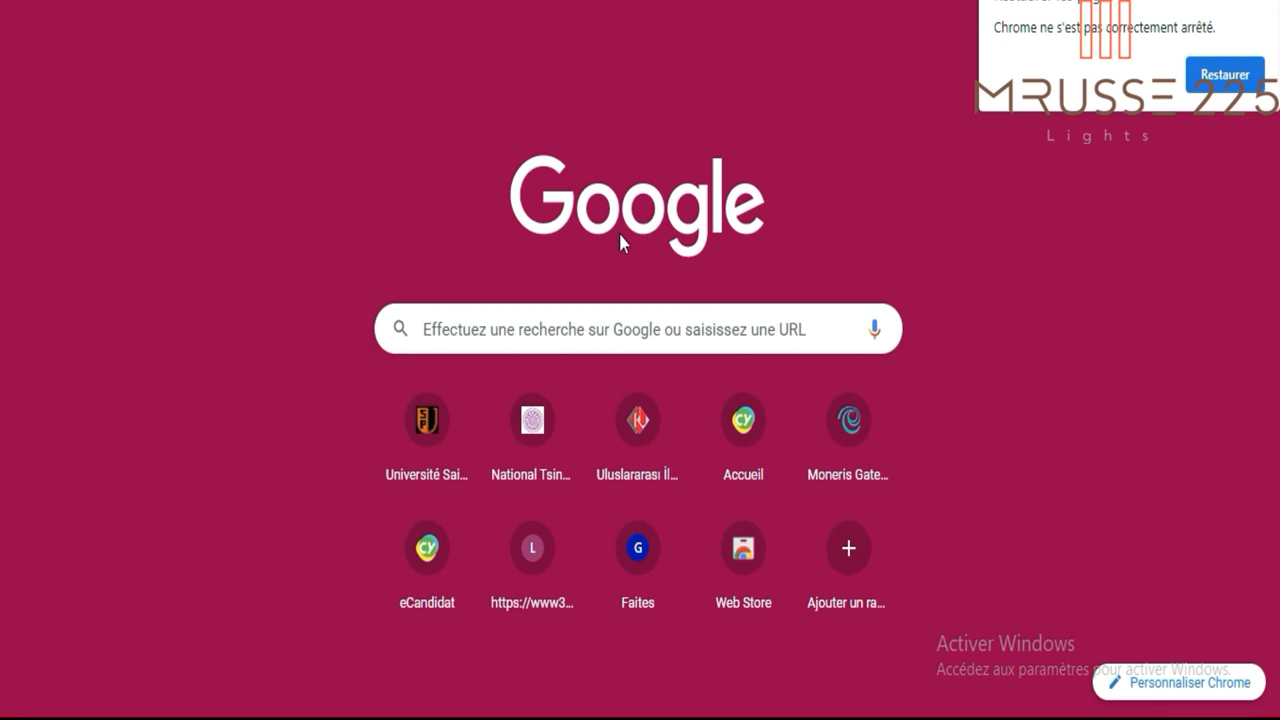 Chrome ne s'est pas correctement arrêté.
Restaurer
MRUSSE 225
Lights
Google
Effectuez une recherche sur Google ou saisissez une URL
Université Sai...
National Tsin...
Uluslararası İl...
Accueil
Moneris Gate...
eCandidat
L
https://www3...
G
Faites
Web Store
Ajouter un ra...
Activer Windows
Accédez aux paramètres pour activer Windows.
Personnaliser Chrome